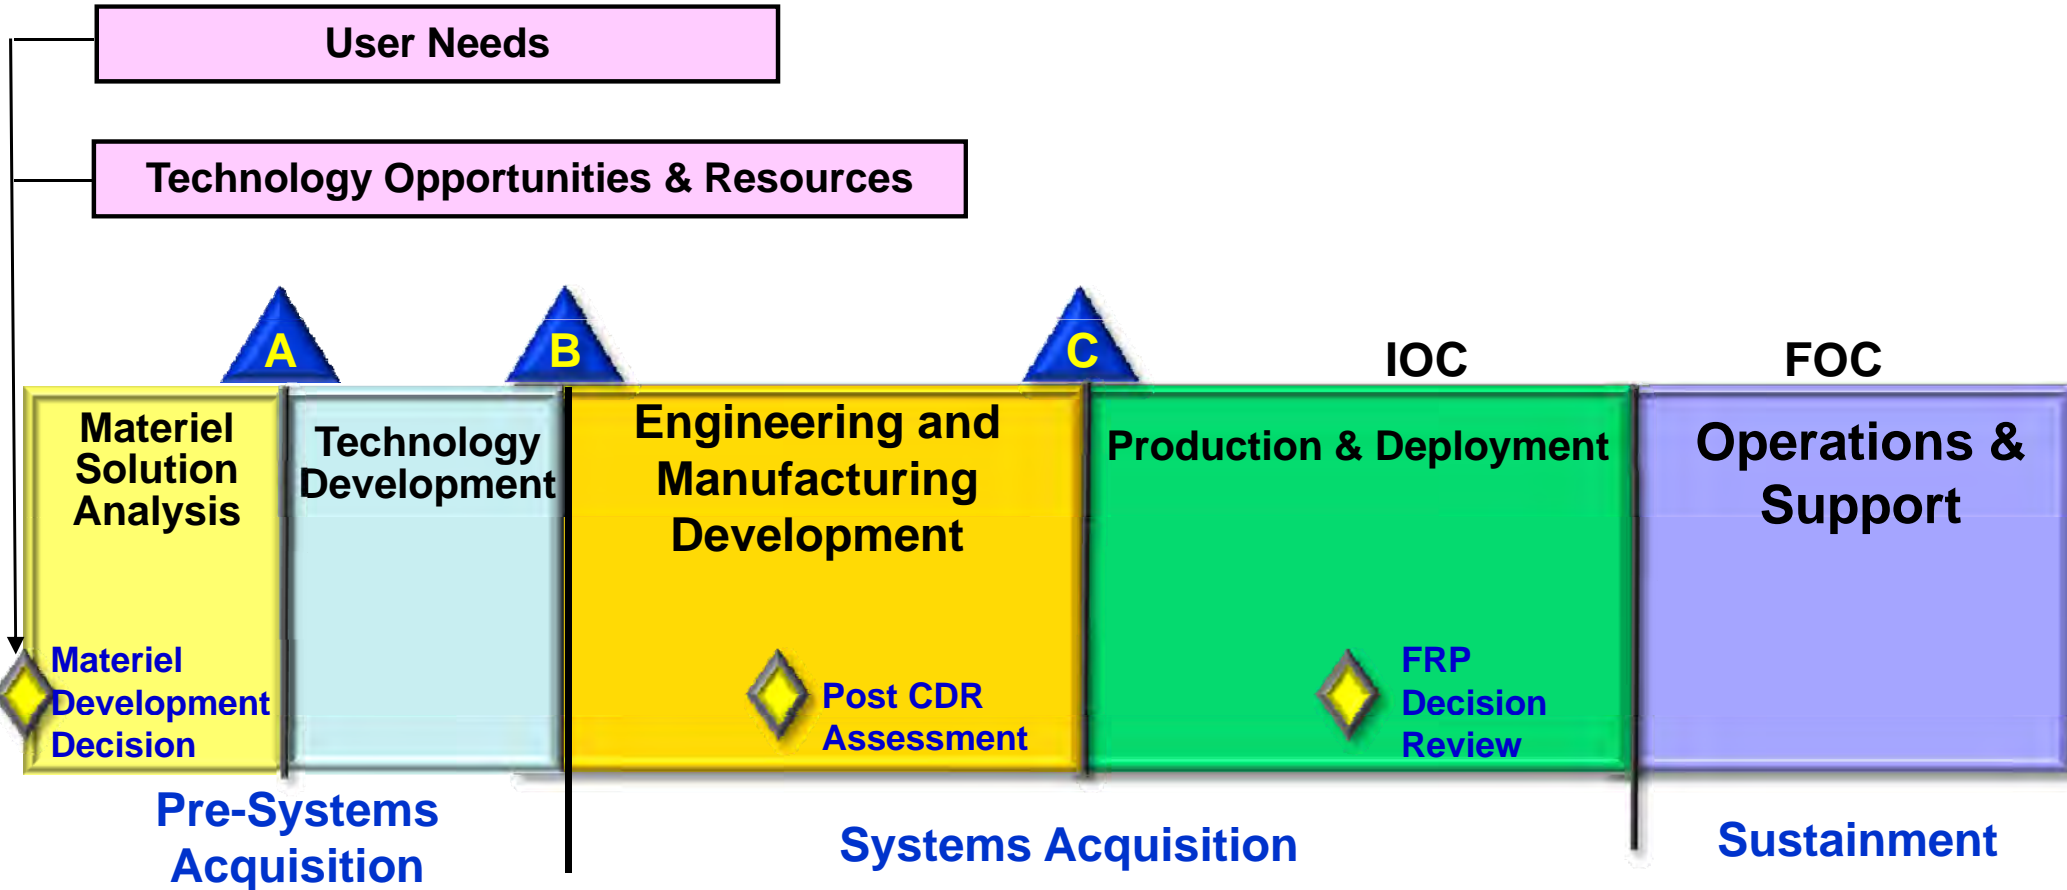 User Needs
Technology Opportunities & Resources
A
B
C
IOC
FOC
Materiel
Solution
Analysis
Technology
Development
Engineering and
Manufacturing
Development
Production & Deployment
Operations &
Support
Materiel
Development
Decision
Post CDR
Assessment
FRP
Decision
Review
Pre-Systems
Acquisition
Systems Acquisition
Sustainment